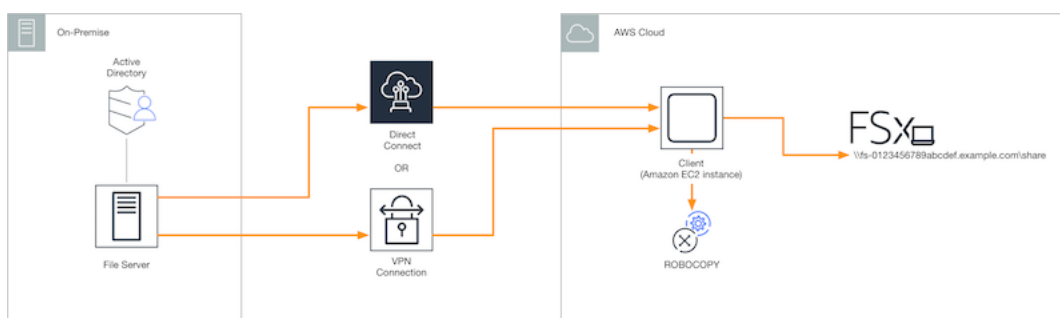 On-Premise
Active
Directory
File Server
Direct
Connect
OR
VPN
Connection
AWS Cloud
Client
(Amazon EC2 instance)
ROBOCOPY
FSx
\\fs-0123456789abcdef.example.com\share